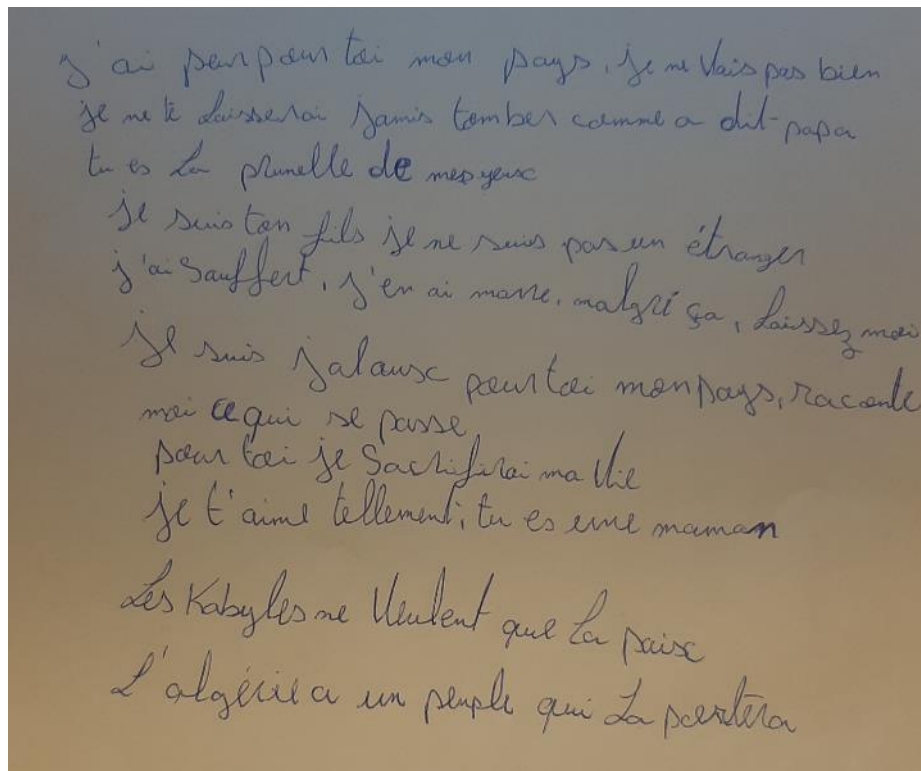 j'ai peur pour toi mon pays, je ne vais pas bien
je ne te laisserai jamis tomber comme a dit-papa
tu es la prunelle de mes yeux
je suis ton fils je ne suis pas un étranger
j'ai souffert, j'en ai marre, malgré ça, laissez moi
je suis jaloux pour toi mon pays, raconte
moi ce qui se passe
pour toi je sacrifirai ma vie
je t'aime tellement, tu es une maman
Les Kabyles ne veulent que la paix
L'algérie a un peuple qui la portera